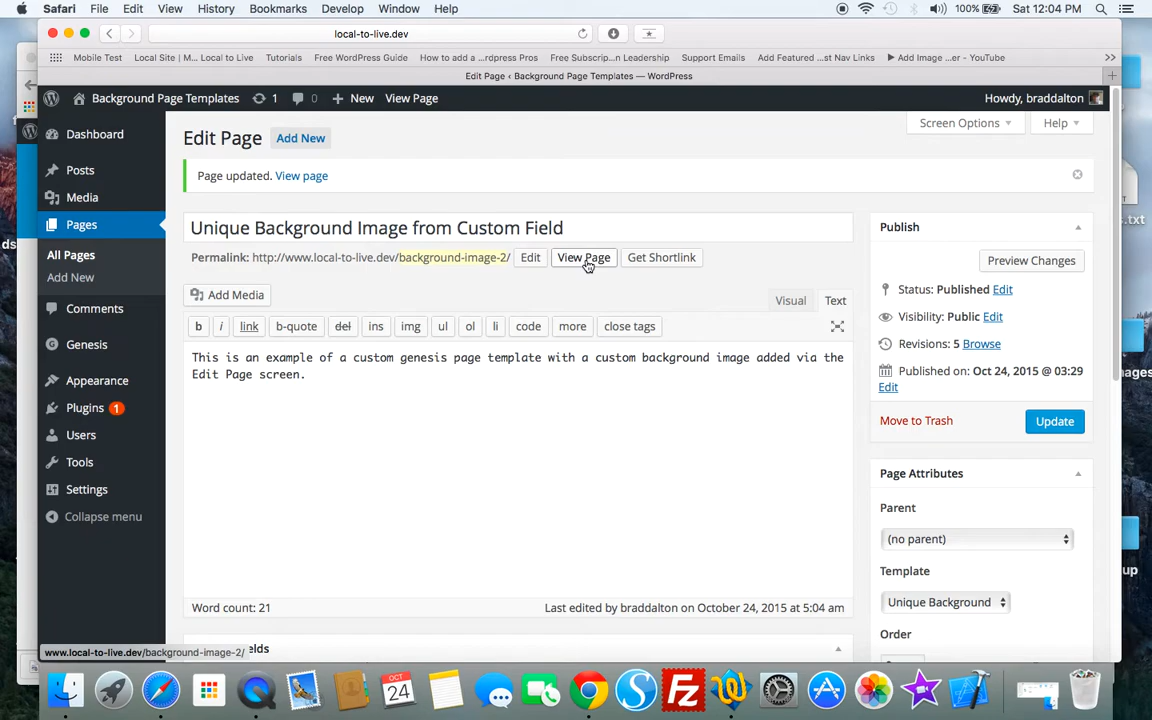 Safari File Edit View History Bookmarks Develop Window Help 100% Sat 12:04 PM
local-to-live.dev
Mobile Test Local Site | M... Local to Live Tutorials Free WordPress Guide How to add a ...rdpress Pros Free Subscrip...n Leadership Support Emails Add Featured ...st Nav Links ▶ Add Image ...er - YouTube >>
Edit Page ‹ Background Page Templates — WordPress +
Background Page Templates 1 0 + New View Page Howdy, braddalton
Dashboard
Posts
Media
Pages
All Pages
Add New
Comments
Genesis
Appearance
Plugins 1
Users
Tools
Settings
Collapse menu
Edit Page Add New
Screen Options Help
Page updated. View page
Unique Background Image from Custom Field
Permalink: http://www.local-to-live.dev/background-image-2/ Edit View Page Get Shortlink
Add Media
Visual Text
b i link b-quote del ins img ul ol li code more close tags
This is an example of a custom genesis page template with a custom background image added via the
Edit Page screen.
Word count: 21 Last edited by braddalton on October 24, 2015 at 5:04 am
Publish
Preview Changes
Status: Published Edit
Visibility: Public Edit
Revisions: 5 Browse
Published on: Oct 24, 2015 @ 03:29
Edit
Move to Trash Update
Page Attributes
Parent
(no parent)
Template
Unique Background
Order
www.local-to-live.dev/background-image-2/
OCT
24